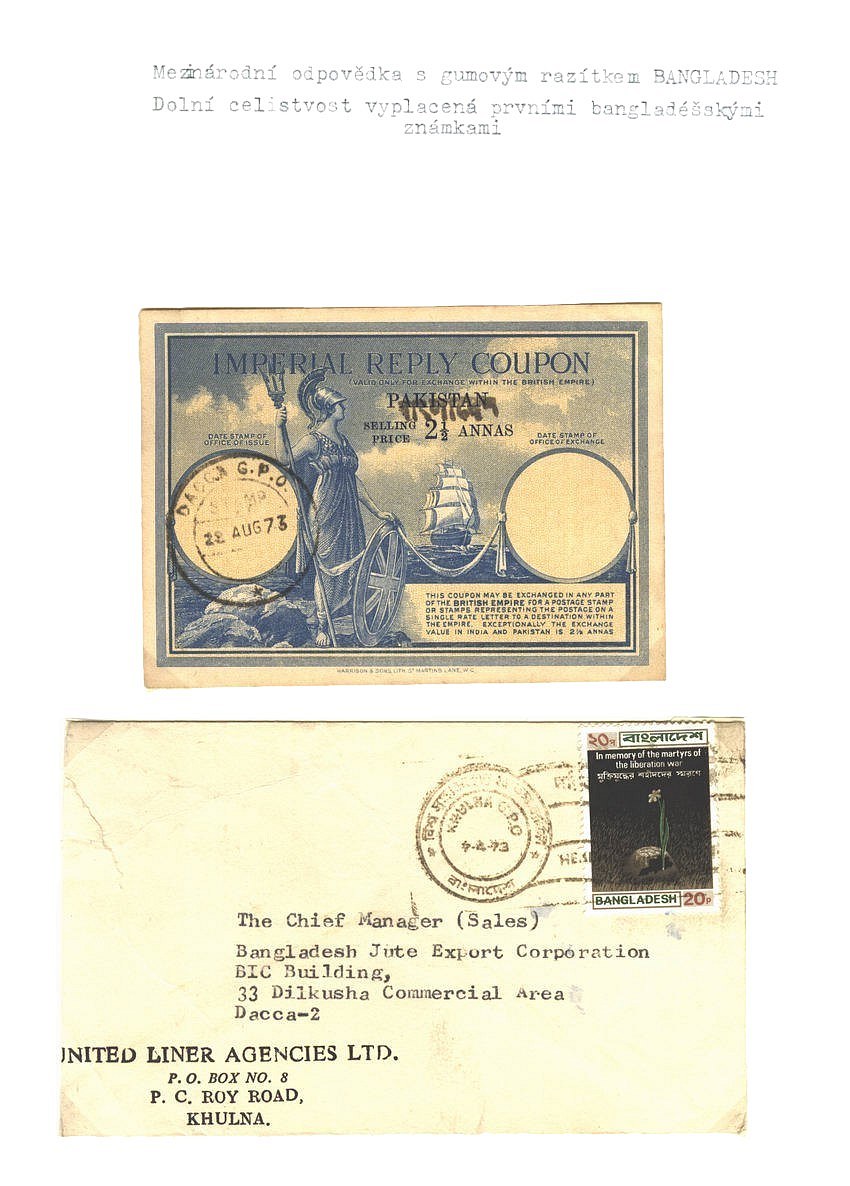 Mezinárodní odpovědka s gumovým razítkem BANGLADESH
Dolní celistvost vyplacená prvními bangladéšskými
známkami
IMPERIAL REPLY COUPON
(VALID ONLY FOR EXCHANGE WITHIN THE BRITISH EMPIRE)
PAKISTAN
SELLING PRICE 2½ ANNAS
DATE STAMP OF
OFFICE OF ISSUE
DATE STAMP OF
OFFICE OF EXCHANGE
DACCA G.P.O.
22 AUG 73
THIS COUPON MAY BE EXCHANGED IN ANY PART
OF THE BRITISH EMPIRE FOR A POSTAGE STAMP
OR STAMPS REPRESENTING THE POSTAGE ON A
SINGLE RATE LETTER TO A DESTINATION WITHIN
THE EMPIRE. EXCEPTIONALLY THE EXCHANGE
VALUE IN INDIA AND PAKISTAN IS 2½ ANNAS
HARRISON & SONS, LITH. ST MARTINS LANE, W.C.
২০প বাংলাদেশ
In memory of the martyrs of
the liberation war
মুক্তিযুদ্ধের শহীদদের স্মরণে
BANGLADESH 20P
KHULNA G.P.O
73
বাংলাদেশ
The Chief Manager (Sales)
Bangladesh Jute Export Corporation
BIC Building,
33 Dilkusha Commercial Area
Dacca-2
UNITED LINER AGENCIES LTD.
P. O. BOX NO. 8
P. C. ROY ROAD,
KHULNA.